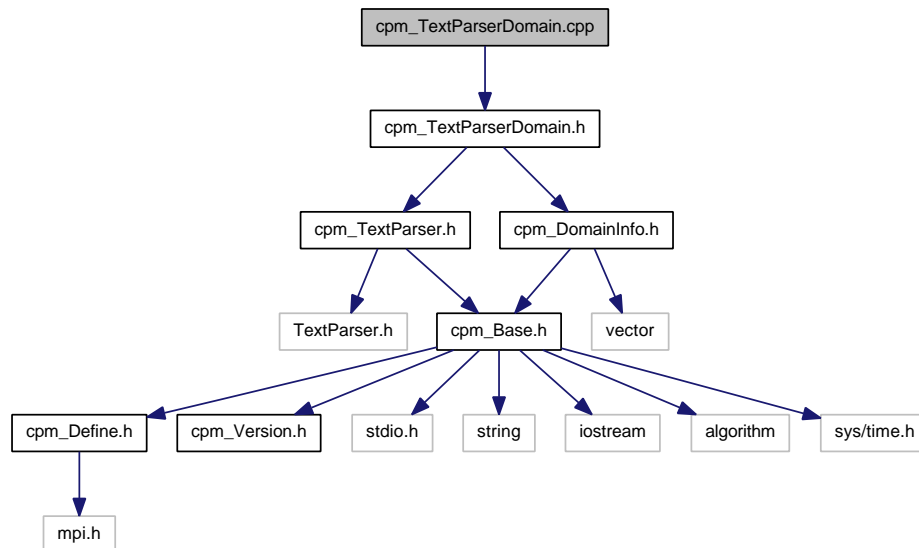 cpm_TextParserDomain.cpp
cpm_TextParserDomain.h
cpm_TextParser.h
cpm_DomainInfo.h
TextParser.h
cpm_Base.h
vector
cpm_Define.h
cpm_Version.h
stdio.h
string
iostream
algorithm
sys/time.h
mpi.h